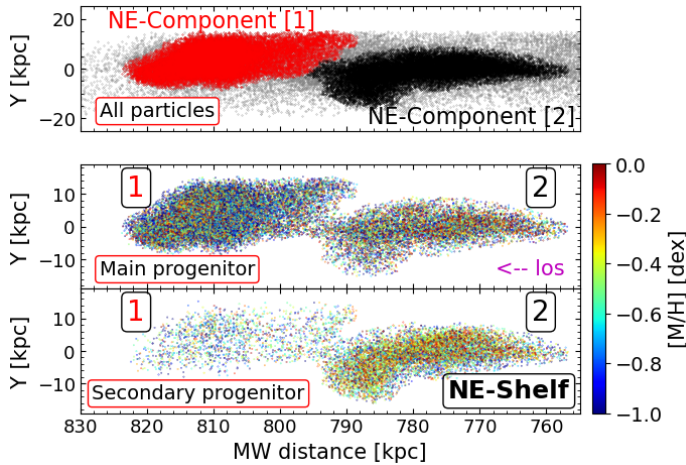 NE-Component [1]
20
0
−20
Y [kpc]
All particles
NE-Component [2]
1
2
10
0
−10
Y [kpc]
Main progenitor
<-- los
1
2
10
0
−10
Y [kpc]
Secondary progenitor
NE-Shelf
830 820 810 800 790 780 770 760
MW distance [kpc]
0.0
−0.2
−0.4
−0.6
−0.8
−1.0
[M/H] [dex]